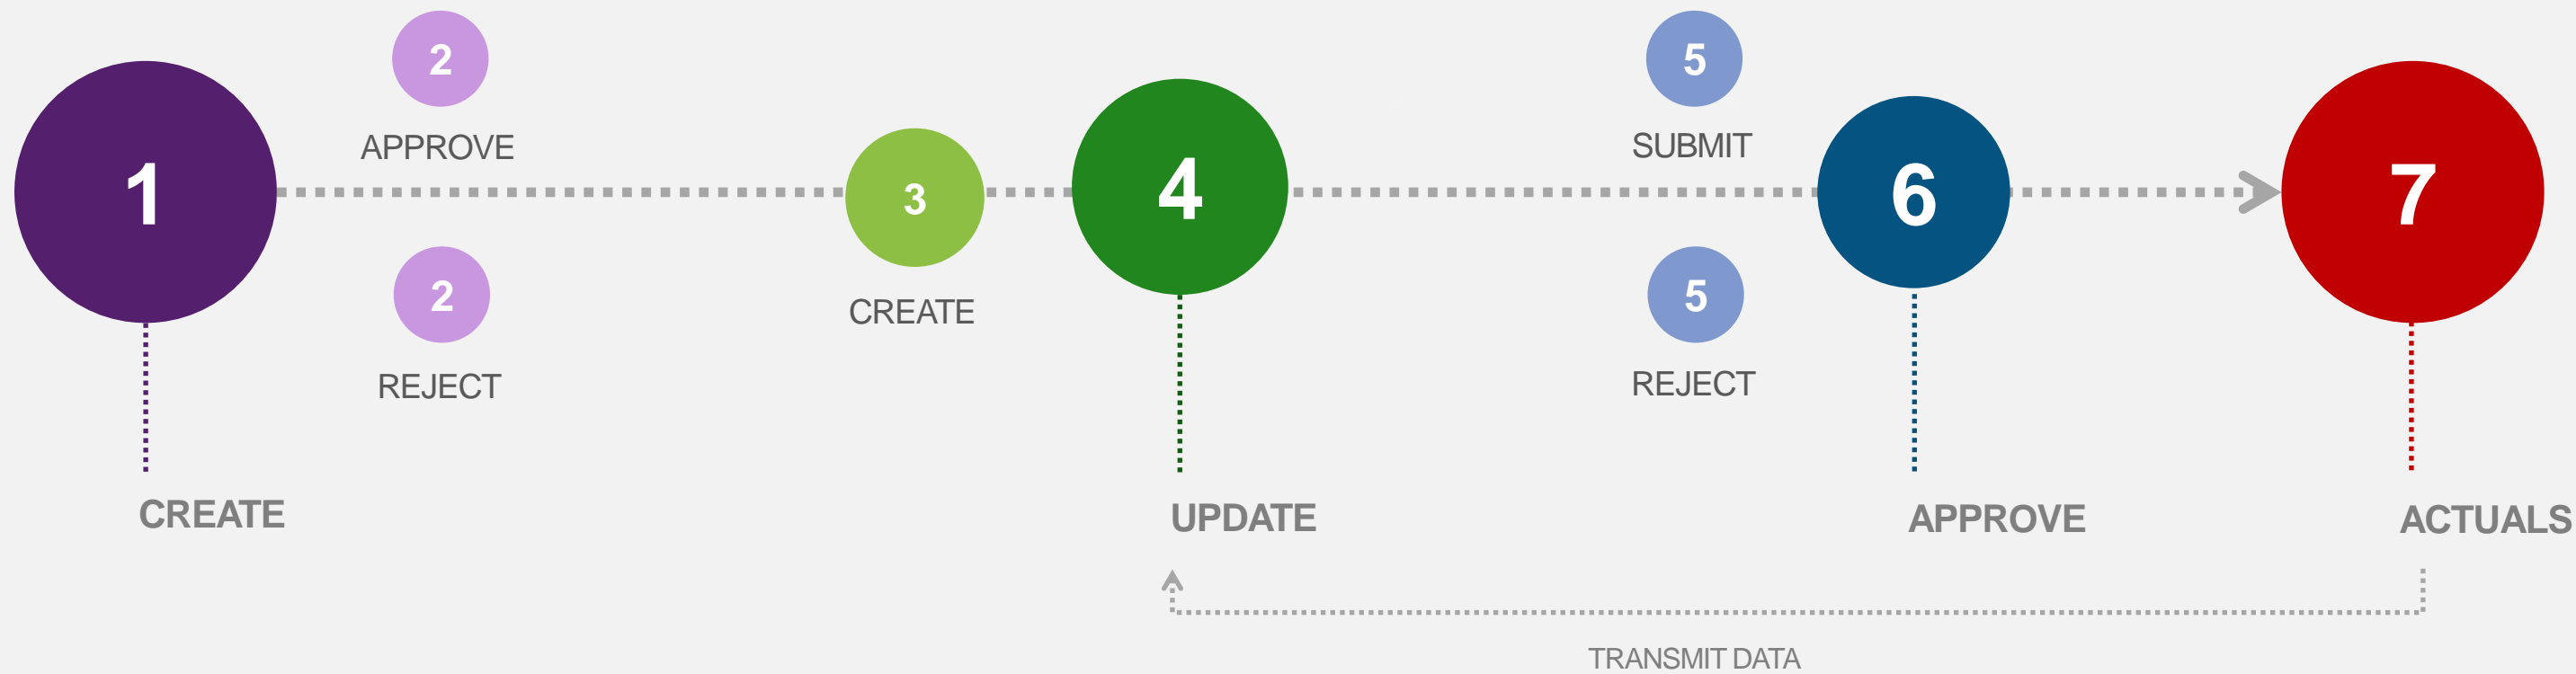 1
2
APPROVE
2
REJECT
3
CREATE
4
5
SUBMIT
5
REJECT
6
7
CREATE
UPDATE
APPROVE
ACTUALS
TRANSMIT DATA